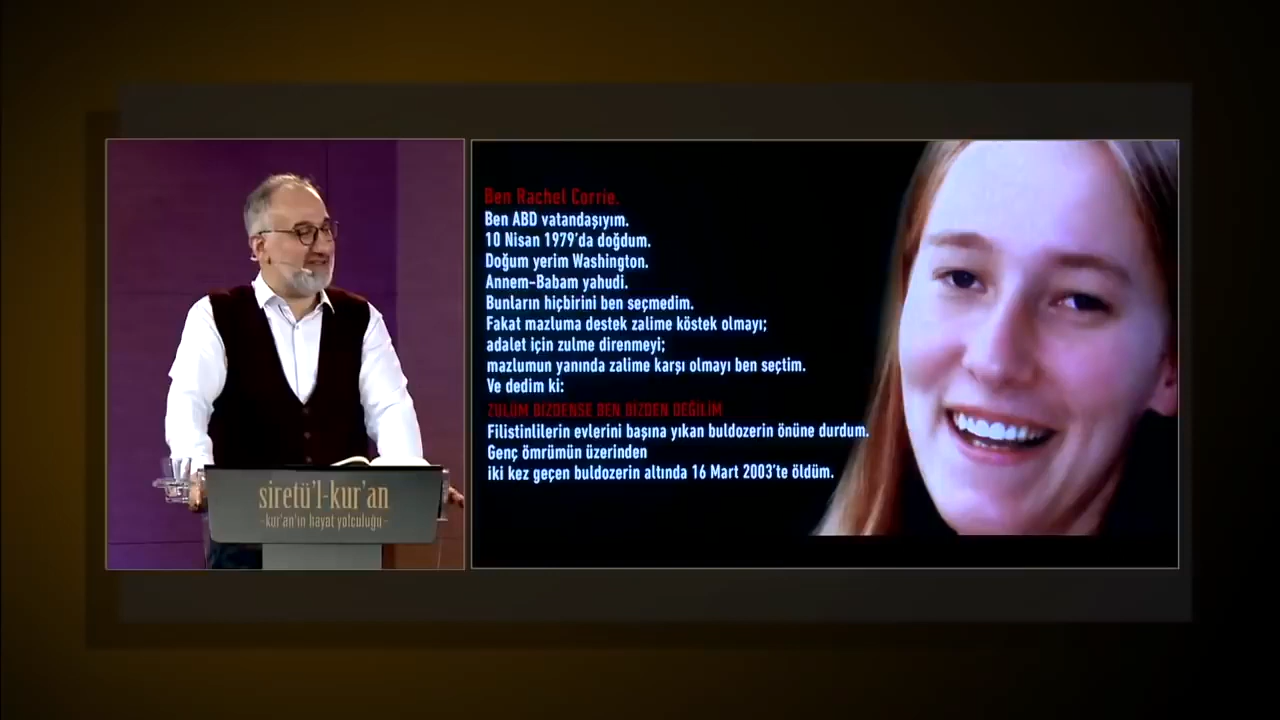 Ben Rachel Corrie.
Ben ABD vatandaşıyım.
10 Nisan 1979'da doğdum.
Doğum yerim Washington.
Annem-Babam yahudi.
Bunların hiçbirini ben seçmedim.
Fakat mazluma destek zalime köstek olmayı;
adalet için zulme direnmeyi;
mazlumun yanında zalime karşı olmayı ben seçtim.
Ve dedim ki:
ZULÜM BİZDENSE BEN BİZDEN DEĞİLİM
Filistinlilerin evlerini başına yıkan buldozerin önüne durdum.
Genç ömrümün üzerinden
iki kez geçen buldozerin altında 16 Mart 2003'te öldüm.
siretü'l-kur'an
-kur'an'ın hayat yolculuğu-